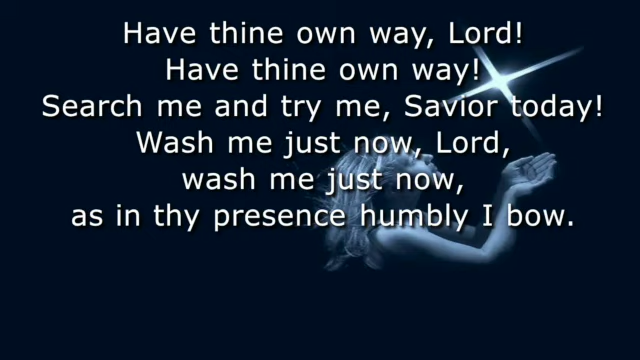 Have thine own way, Lord!
Have thine own way!
Search me and try me, Savior today!
Wash me just now, Lord,
wash me just now,
as in thy presence humbly I bow.